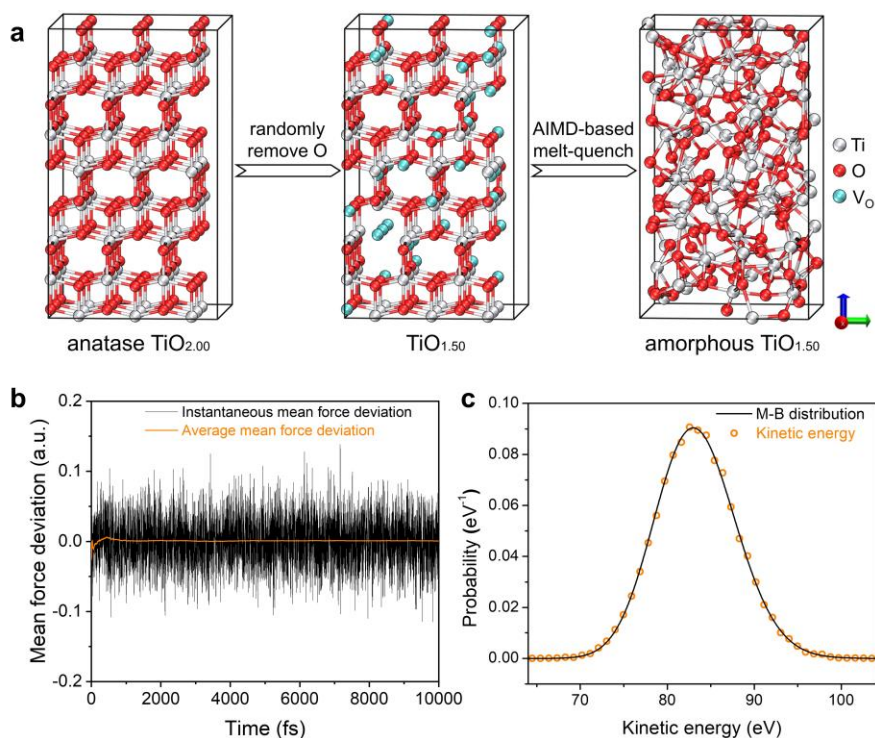 a
randomly
remove O
AIMD-based
melt-quench
Ti
O
V_O
anatase TiO₂.₀₀
TiO₁.₅₀
amorphous TiO₁.₅₀
b
0.2
0.1
0.0
-0.1
-0.2
Mean force deviation (a.u.)
Instantaneous mean force deviation
Average mean force deviation
0 2000 4000 6000 8000 10000
Time (fs)
c
0.10
0.08
0.06
0.04
0.02
0.00
Probability (eV⁻¹)
M-B distribution
Kinetic energy
70 80 90 100
Kinetic energy (eV)